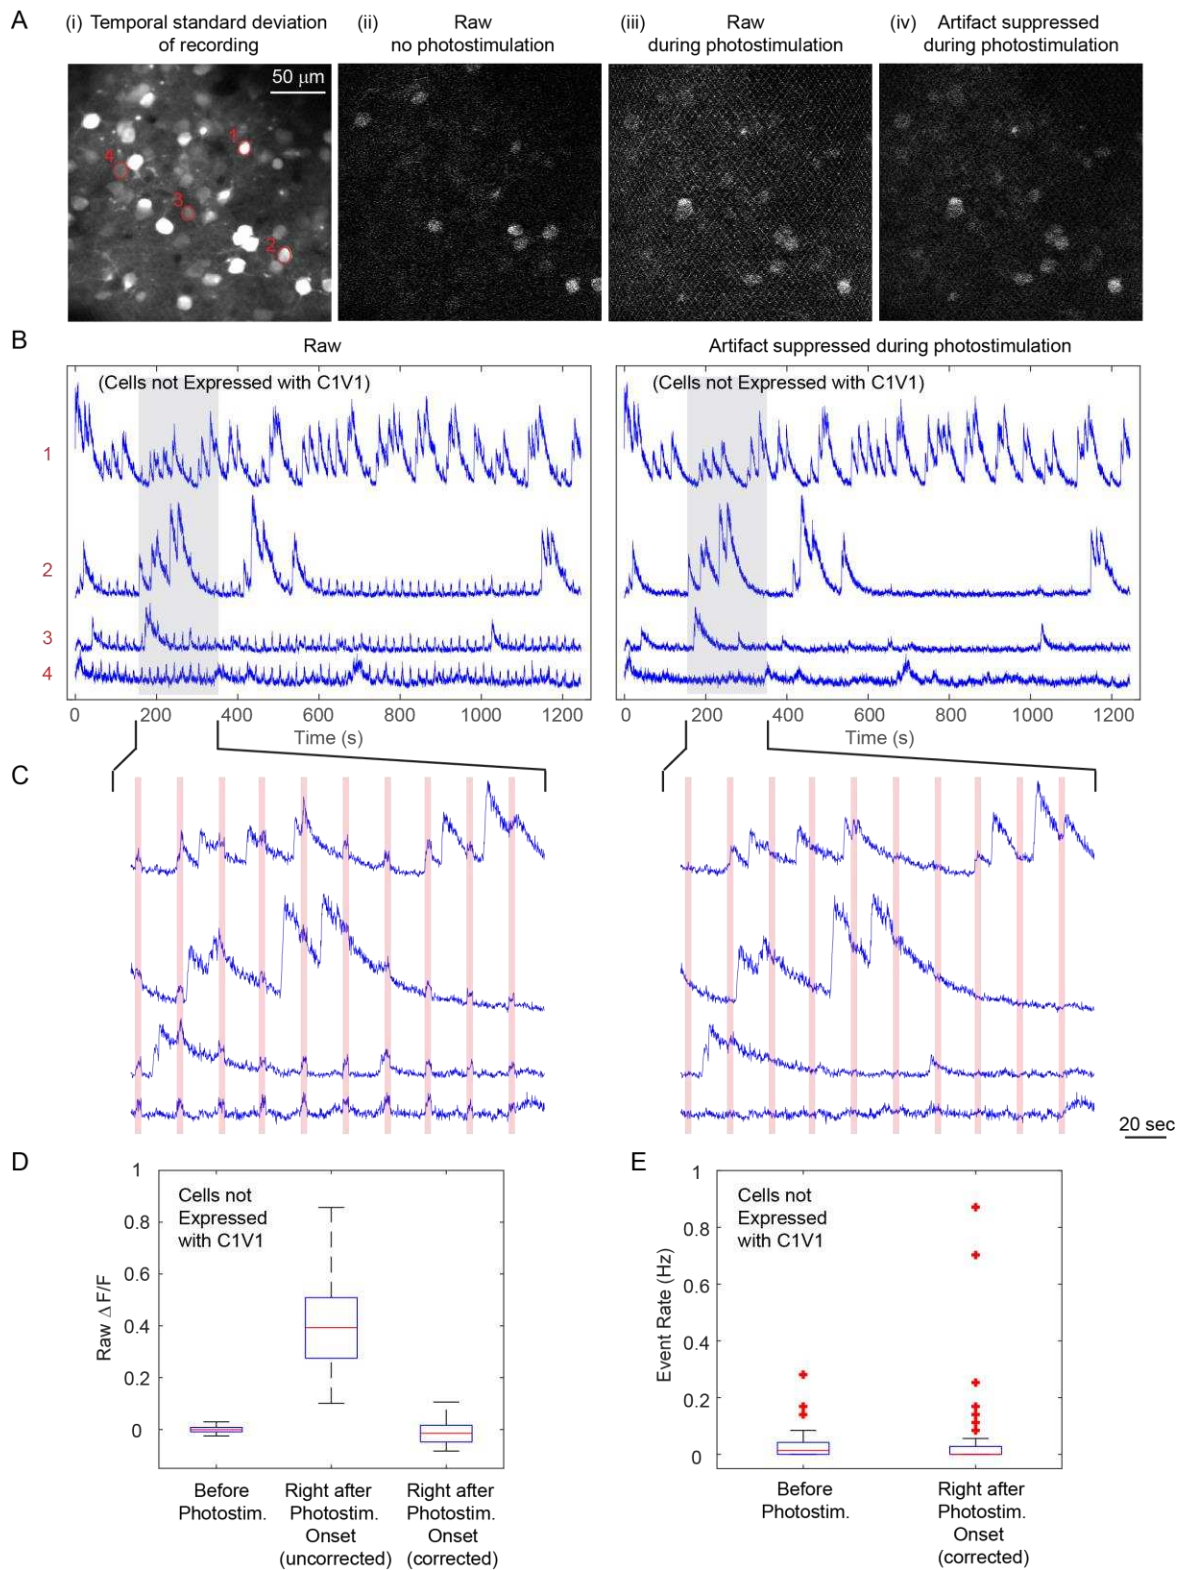 A
(i) Temporal standard deviation
of recording
(ii) Raw
no photostimulation
(iii) Raw
during photostimulation
(iv) Artifact suppressed
during photostimulation
50 μm
1
4
3
2
B
Raw
Artifact suppressed during photostimulation
(Cells not Expressed with C1V1)
(Cells not Expressed with C1V1)
1
2
3
4
0 200 400 600 800 1000 1200
Time (s)
0 200 400 600 800 1000 1200
Time (s)
C
20 sec
D
Raw Δ F/F
1
0.8
0.6
0.4
0.2
0
Cells not
Expressed
with C1V1
Before
Photostim.
Right after
Photostim.
Onset
(uncorrected)
Right after
Photostim.
Onset
(corrected)
E
Event Rate (Hz)
1
0.8
0.6
0.4
0.2
0
Cells not
Expressed
with C1V1
Before
Photostim.
Right after
Photostim.
Onset
(corrected)